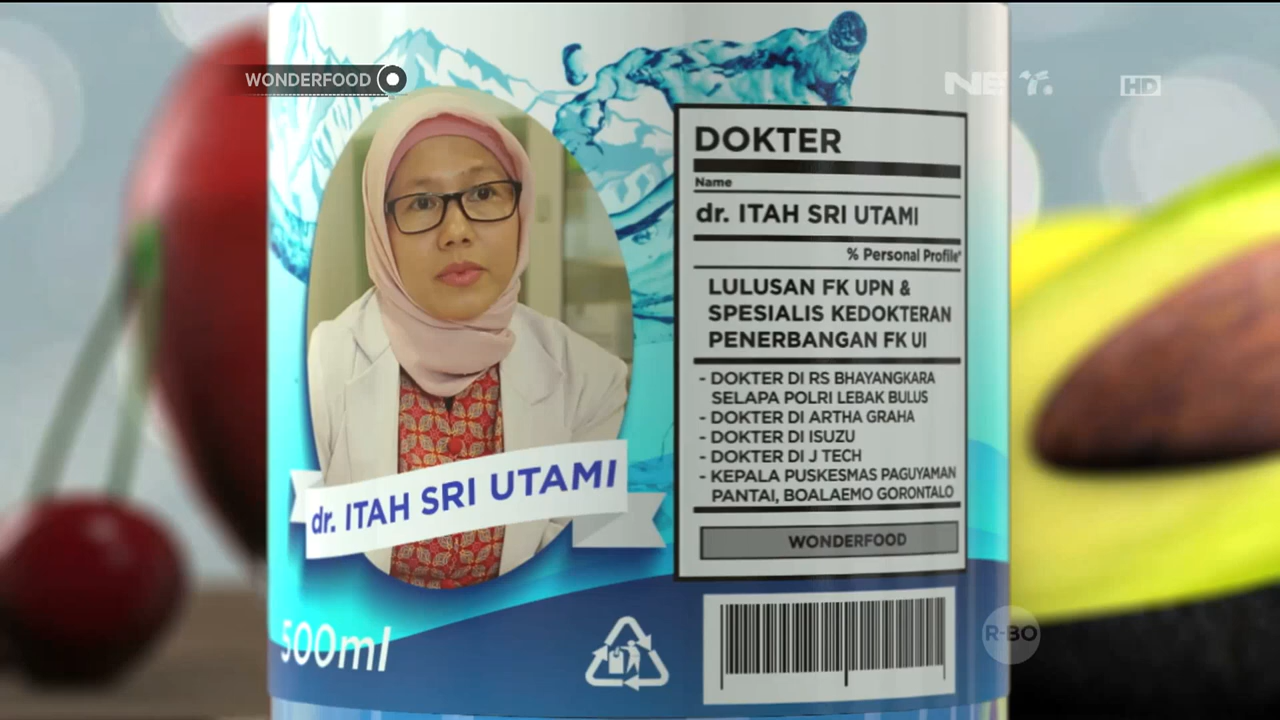 WONDERFOOD
NET.
HD
DOKTER
Name
dr. ITAH SRI UTAMI
% Personal Profile*
LULUSAN FK UPN &
SPESIALIS KEDOKTERAN
PENERBANGAN FK UI
- DOKTER DI RS BHAYANGKARA
SELAPA POLRI LEBAK BULUS
- DOKTER DI ARTHA GRAHA
- DOKTER DI ISUZU
- DOKTER DI J TECH
- KEPALA PUSKESMAS PAGUYAMAN
PANTAI, BOALAEMO GORONTALO
WONDERFOOD
dr. ITAH SRI UTAMI
500ml
R-BO